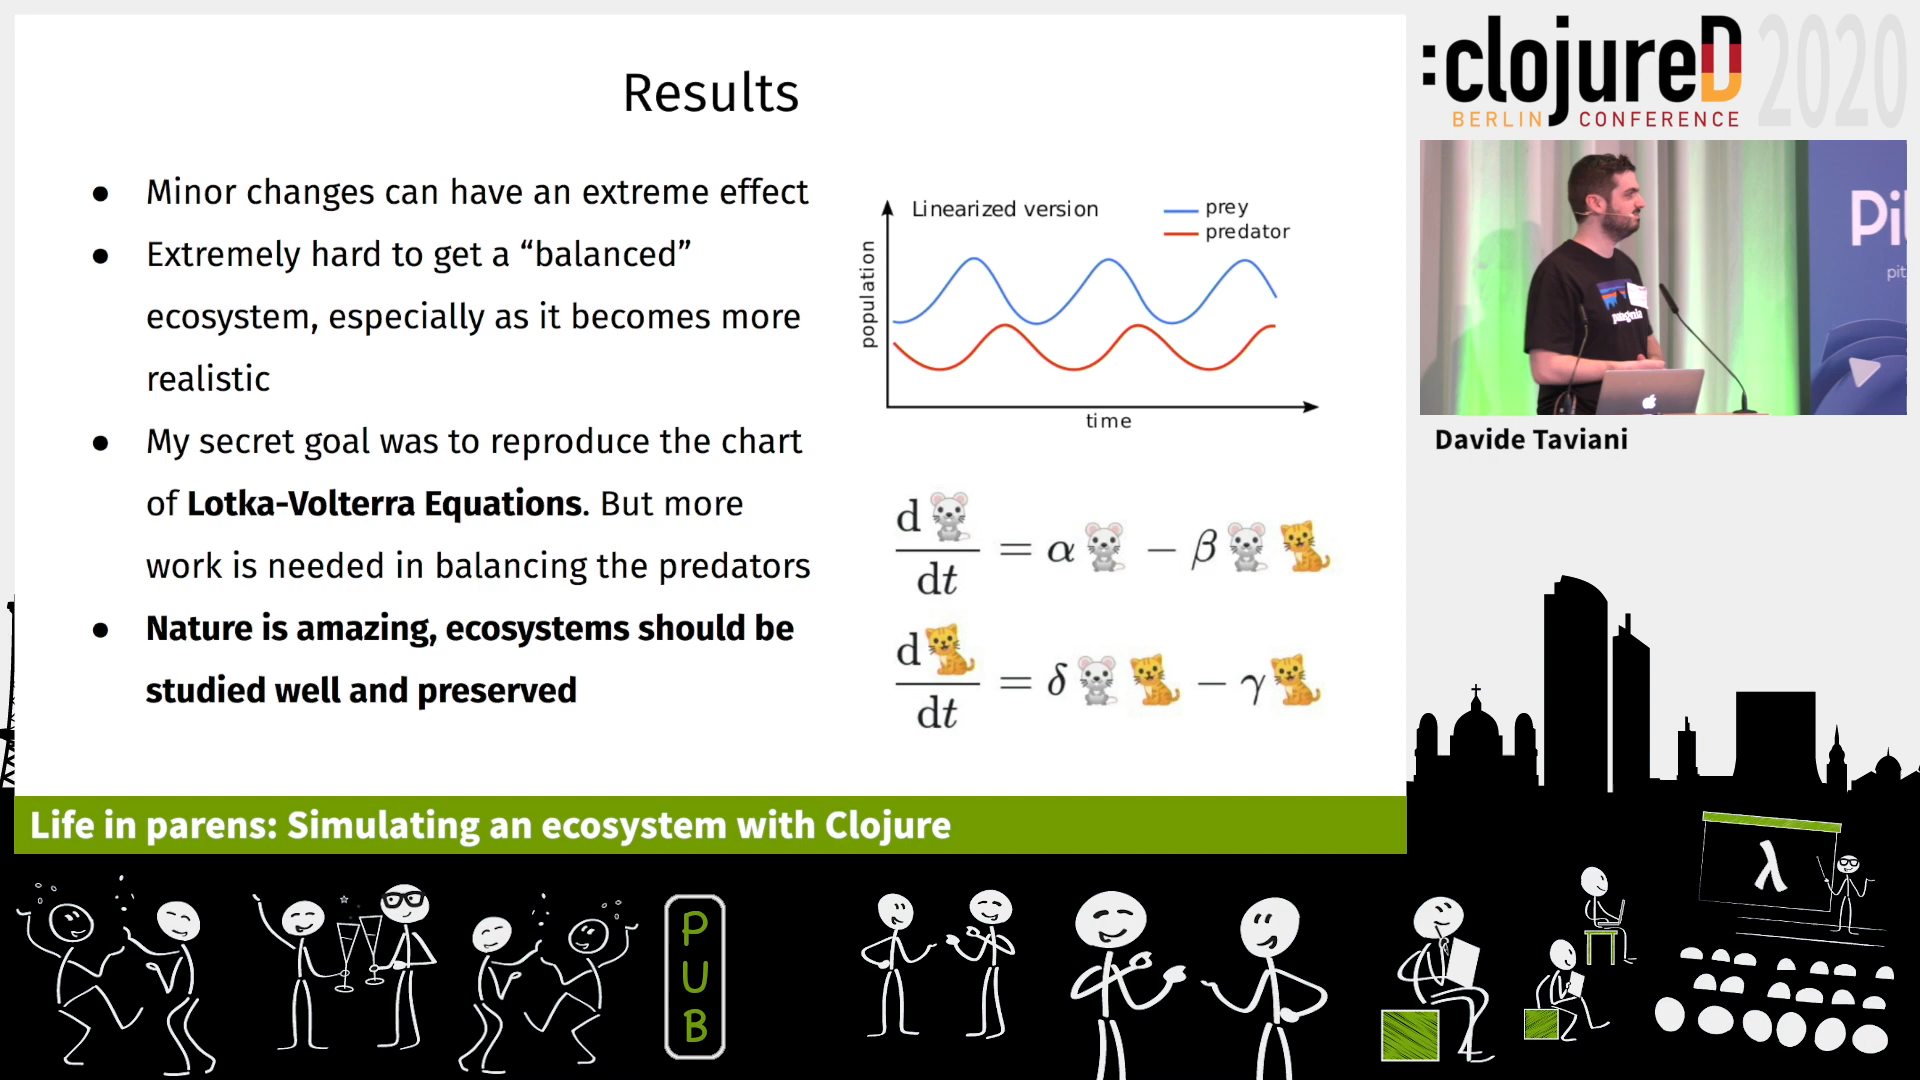 Results
● Minor changes can have an extreme effect
● Extremely hard to get a “balanced”
ecosystem, especially as it becomes more
realistic
● My secret goal was to reproduce the chart
of Lotka-Volterra Equations. But more
work is needed in balancing the predators
● Nature is amazing, ecosystems should be
studied well and preserved
Linearized version
prey
predator
population
time
d🐭/dt = α🐭 − β🐭🐱
d🐱/dt = δ🐭🐱 − γ🐱
Life in parens: Simulating an ecosystem with Clojure
:clojureD 2020
BERLIN CONFERENCE
patagonia
Pi
pit
Davide Taviani
PUB
λ